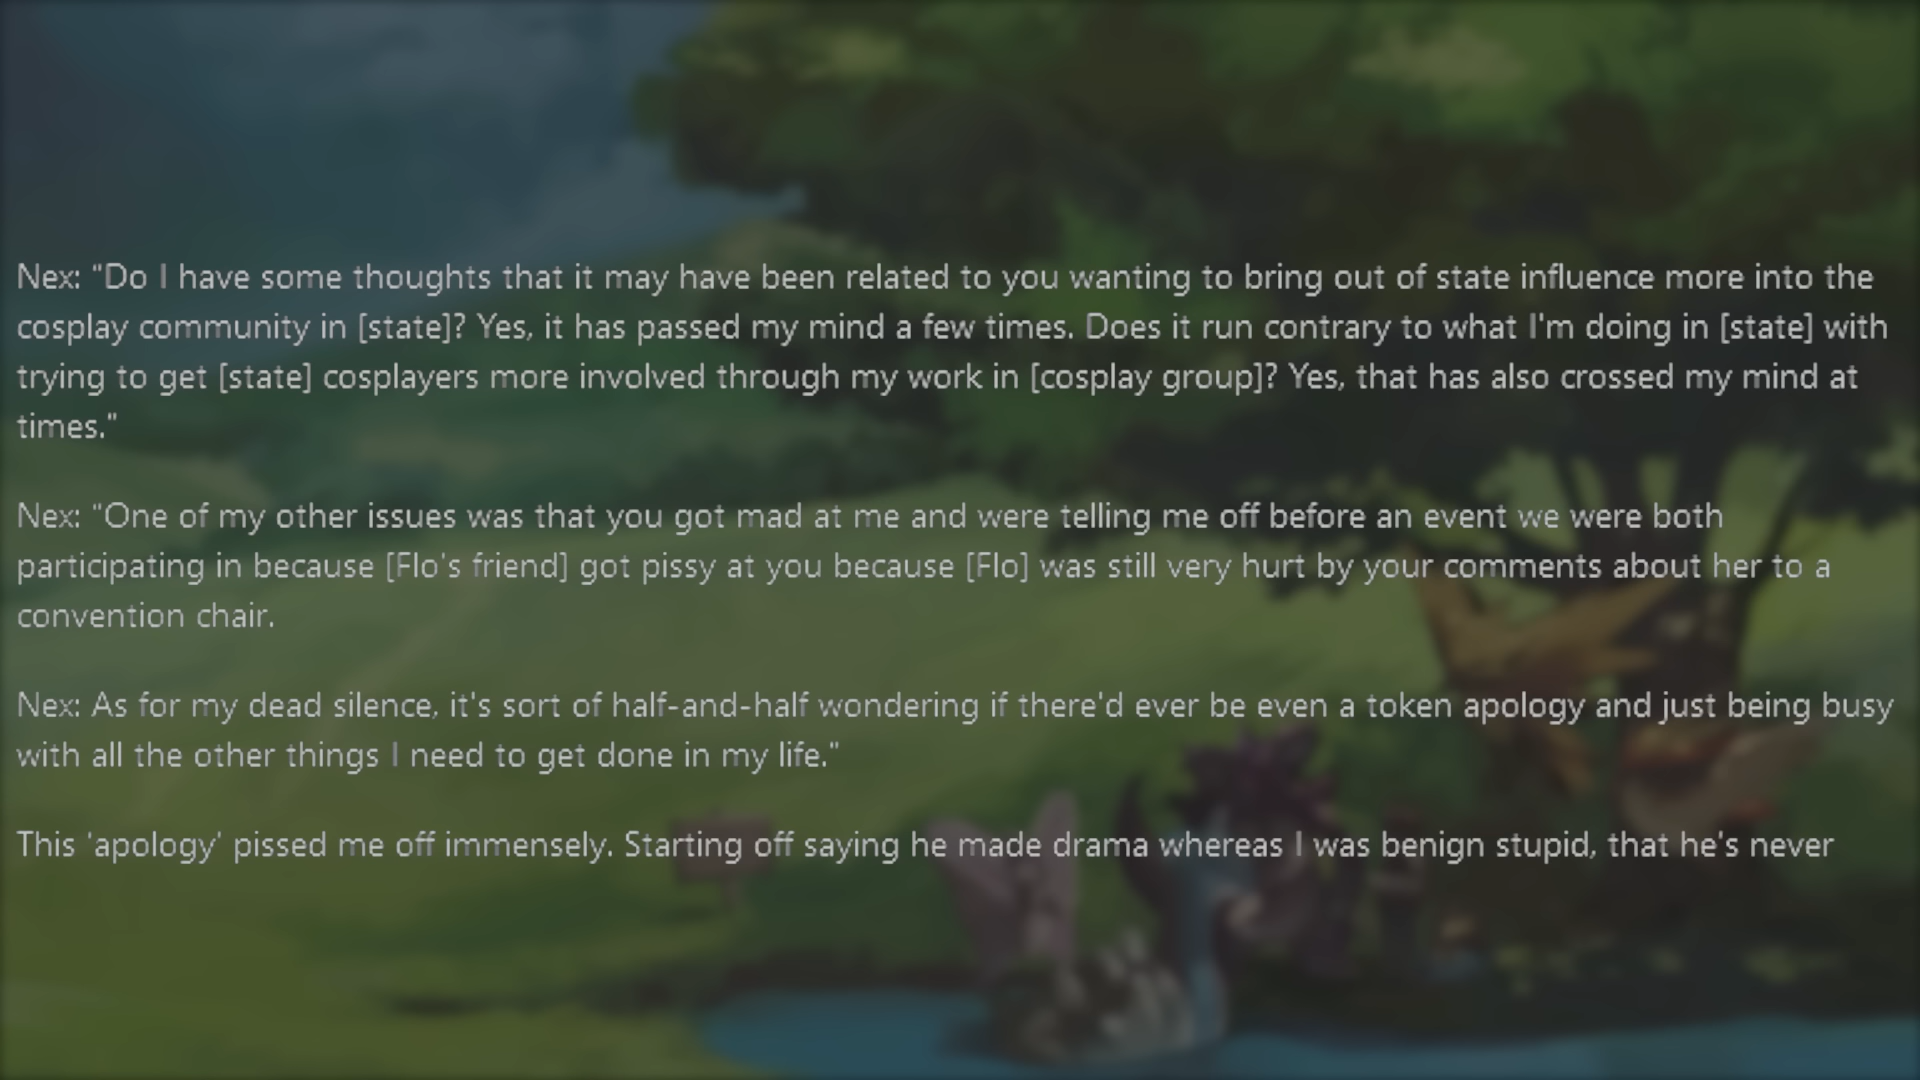 Nex: "Do I have some thoughts that it may have been related to you wanting to bring out of state influence more into the
cosplay community in [state]? Yes, it has passed my mind a few times. Does it run contrary to what I'm doing in [state] with
trying to get [state] cosplayers more involved through my work in [cosplay group]? Yes, that has also crossed my mind at
times."
Nex: "One of my other issues was that you got mad at me and were telling me off before an event we were both
participating in because [Flo's friend] got pissy at you because [Flo] was still very hurt by your comments about her to a
convention chair.
Nex: As for my dead silence, it's sort of half-and-half wondering if there'd ever be even a token apology and just being busy
with all the other things I need to get done in my life."
This 'apology' pissed me off immensely. Starting off saying he made drama whereas I was benign stupid, that he's never